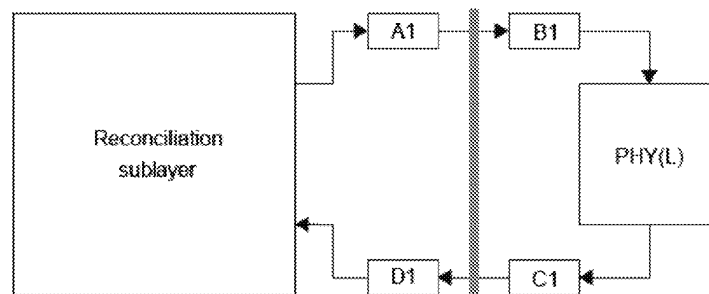 A1
B1
Reconciliation
sublayer
PHY(L)
D1
C1